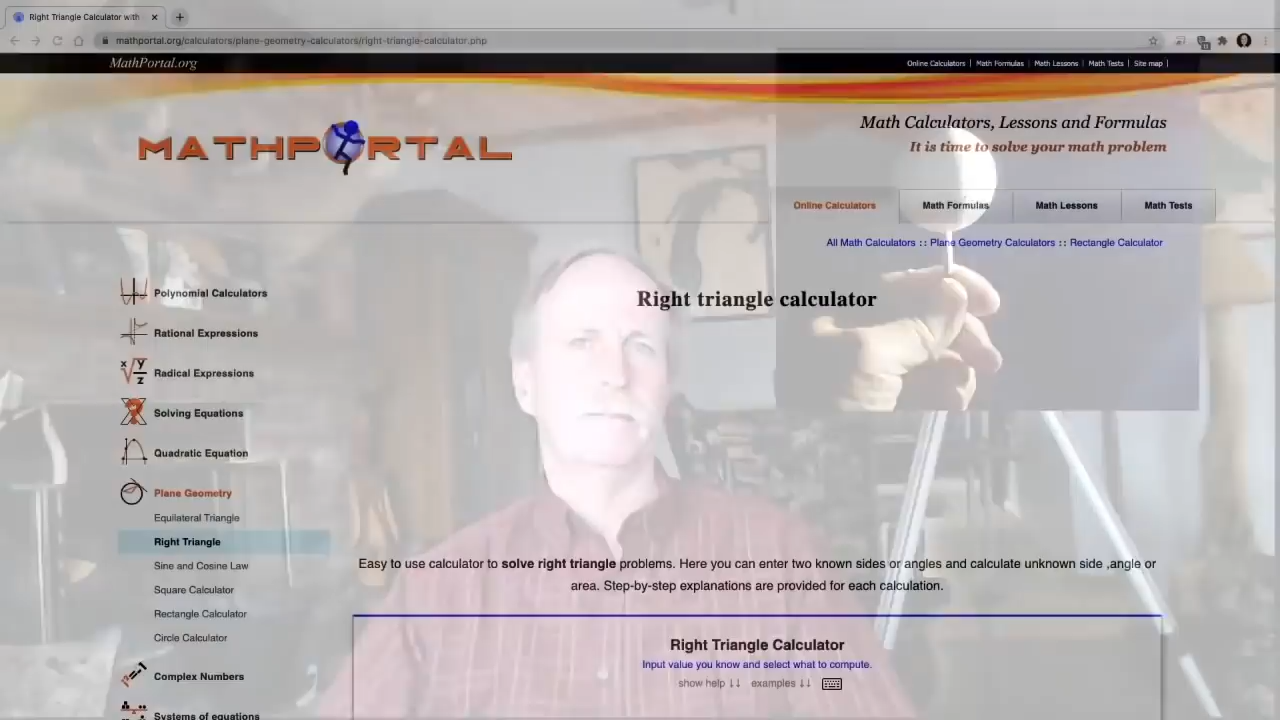 Right Triangle Calculator with
mathportal.org/calculators/plane-geometry-calculators/right-triangle-calculator.php
MathPortal.org
Online Calculators | Math Formulas | Math Lessons | Math Tests | Site map |
MATHPORTAL
Math Calculators, Lessons and Formulas
It is time to solve your math problem
Online Calculators
Math Formulas
Math Lessons
Math Tests
All Math Calculators :: Plane Geometry Calculators :: Rectangle Calculator
Right triangle calculator
Polynomial Calculators
Rational Expressions
x y z
Radical Expressions
Solving Equations
Quadratic Equation
Plane Geometry
Equilateral Triangle
Right Triangle
Sine and Cosine Law
Square Calculator
Rectangle Calculator
Circle Calculator
Complex Numbers
Systems of equations
Easy to use calculator to solve right triangle problems. Here you can enter two known sides or angles and calculate unknown side ,angle or
area. Step-by-step explanations are provided for each calculation.
Right Triangle Calculator
Input value you know and select what to compute.
show help ↓↓ examples ↓↓